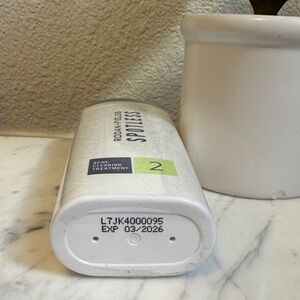 RODAN+FIELDS
SPOTLESS
ACNE
CLEARING
TREATMENT
2
L7JK4000095
EXP 03/2026